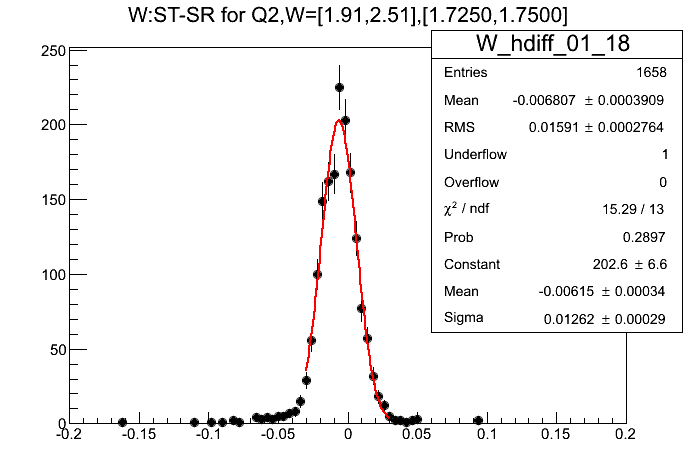 W:ST-SR for Q2,W=[1.91,2.51],[1.7250,1.7500]
W_hdiff_01_18
Entries 1658
Mean -0.006807 ± 0.0003909
RMS 0.01591 ± 0.0002764
Underflow 1
Overflow 0
χ² / ndf 15.29 / 13
Prob 0.2897
Constant 202.6 ± 6.6
Mean -0.00615 ± 0.00034
Sigma 0.01262 ± 0.00029
250
200
150
100
50
0
-0.2 -0.15 -0.1 -0.05 0 0.05 0.1 0.15 0.2